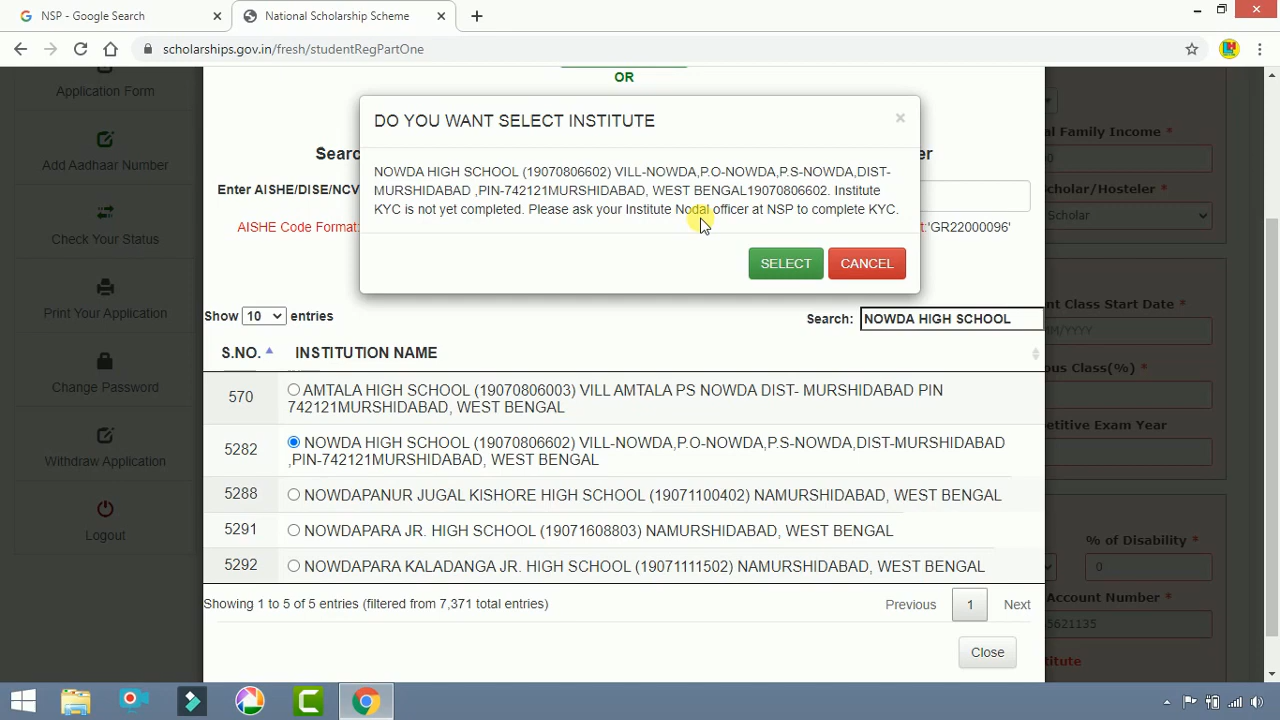 NSP - Google Search
National Scholarship Scheme
scholarships.gov.in/fresh/studentRegPartOne
OR
Application Form
DO YOU WANT SELECT INSTITUTE
al Family Income *
Add Aadhaar Number
Sear
er
NOWDA HIGH SCHOOL (19070806602) VILL-NOWDA,P.O-NOWDA,P.S-NOWDA,DIST-
MURSHIDABAD ,PIN-742121MURSHIDABAD, WEST BENGAL19070806602. Institute
KYC is not yet completed. Please ask your Institute Nodal officer at NSP to complete KYC.
Enter AISHE/DISE/NCV
Scholar/Hosteler *
Scholar
AISHE Code Format:
t:'GR22000096'
Check Your Status
SELECT
CANCEL
Print Your Application
Show 10 entries
Search: NOWDA HIGH SCHOOL
nt Class Start Date *
M/YYYY
S.NO. INSTITUTION NAME
ous Class(%) *
Change Password
570 AMTALA HIGH SCHOOL (19070806003) VILL AMTALA PS NOWDA DIST- MURSHIDABAD PIN
742121MURSHIDABAD, WEST BENGAL
petitive Exam Year
5282 NOWDA HIGH SCHOOL (19070806602) VILL-NOWDA,P.O-NOWDA,P.S-NOWDA,DIST-MURSHIDABAD
,PIN-742121MURSHIDABAD, WEST BENGAL
Withdraw Application
5288 NOWDAPANUR JUGAL KISHORE HIGH SCHOOL (19071100402) NAMURSHIDABAD, WEST BENGAL
5291 NOWDAPARA JR. HIGH SCHOOL (19071608803) NAMURSHIDABAD, WEST BENGAL
Logout
% of Disability *
0
5292 NOWDAPARA KALADANGA JR. HIGH SCHOOL (19071111502) NAMURSHIDABAD, WEST BENGAL
Showing 1 to 5 of 5 entries (filtered from 7,371 total entries)
Previous 1 Next
Account Number *
5621135
Close
stitute